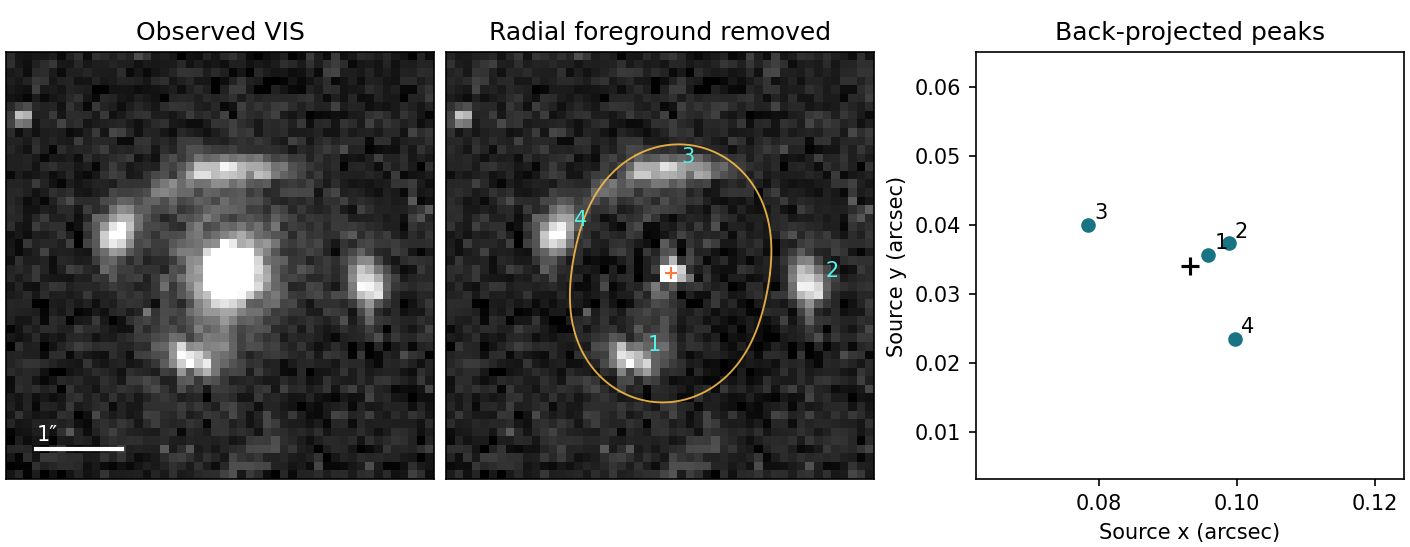 Observed VIS
1″
Radial foreground removed
3
4
2
1
Back-projected peaks
Source y (arcsec)
0.06
0.05
0.04
0.03
0.02
0.01
3
2
1
4
0.08 0.10 0.12
Source x (arcsec)